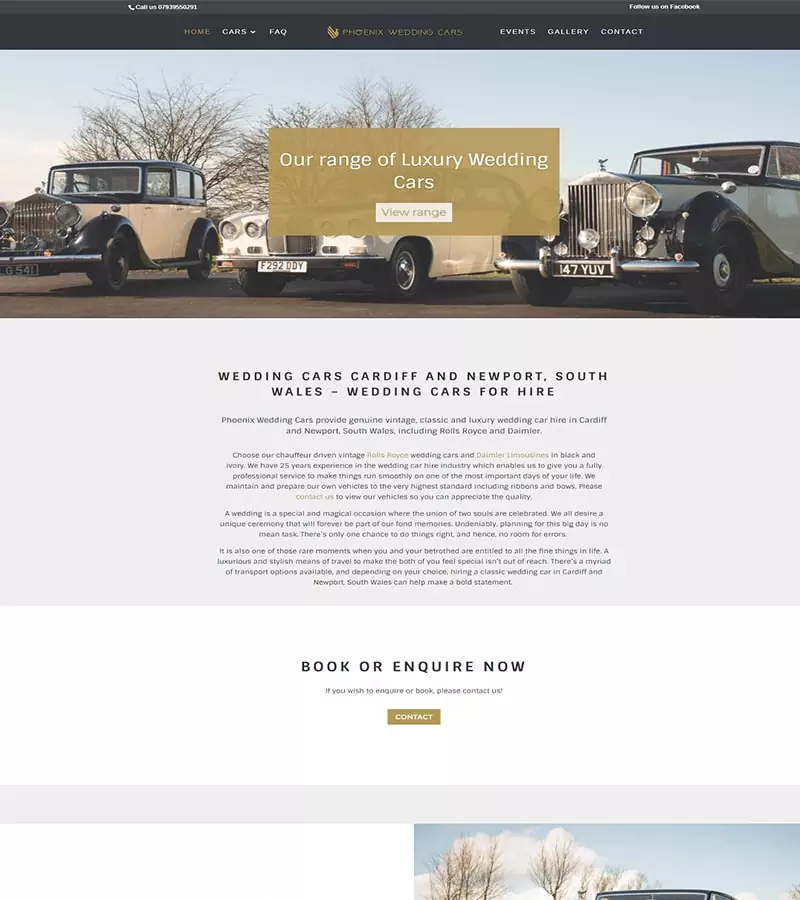 Call us 07939550291
Follow us on Facebook
HOME CARS FAQ PHOENIX WEDDING CARS EVENTS GALLERY CONTACT
Our range of Luxury Wedding
Cars
View range
G 541
F292 DDY
147 YUV
WEDDING CARS CARDIFF AND NEWPORT, SOUTH
WALES – WEDDING CARS FOR HIRE
Phoenix Wedding Cars provide genuine vintage, classic and luxury wedding car hire in Cardiff
and Newport, South Wales, including Rolls Royce and Daimler.
Choose our chauffeur driven vintage Rolls Royce wedding cars and Daimler Limousines in black and
ivory. We have 25 years experience in the wedding car hire industry which enables us to give you a fully
professional service to make things run smoothly on one of the most important days of your life. We
maintain and prepare our own vehicles to the very highest standard including ribbons and bows. Please
contact us to view our vehicles so you can appreciate the quality.
A wedding is a special and magical occasion where the union of two souls are celebrated. We all desire a
unique ceremony that will forever be part of our fond memories. Undeniably, planning for this big day is no
mean task. There's only one chance to do things right, and hence, no room for errors.
It is also one of those rare moments when you and your betrothed are entitled to all the fine things in life. A
luxurious and stylish means of travel to make the both of you feel special isn't out of reach. There's a myriad
of transport options available, and depending on your choice, hiring a classic wedding car in Cardiff and
Newport, South Wales can help make a bold statement.
BOOK OR ENQUIRE NOW
If you wish to enquire or book, please contact us!
CONTACT